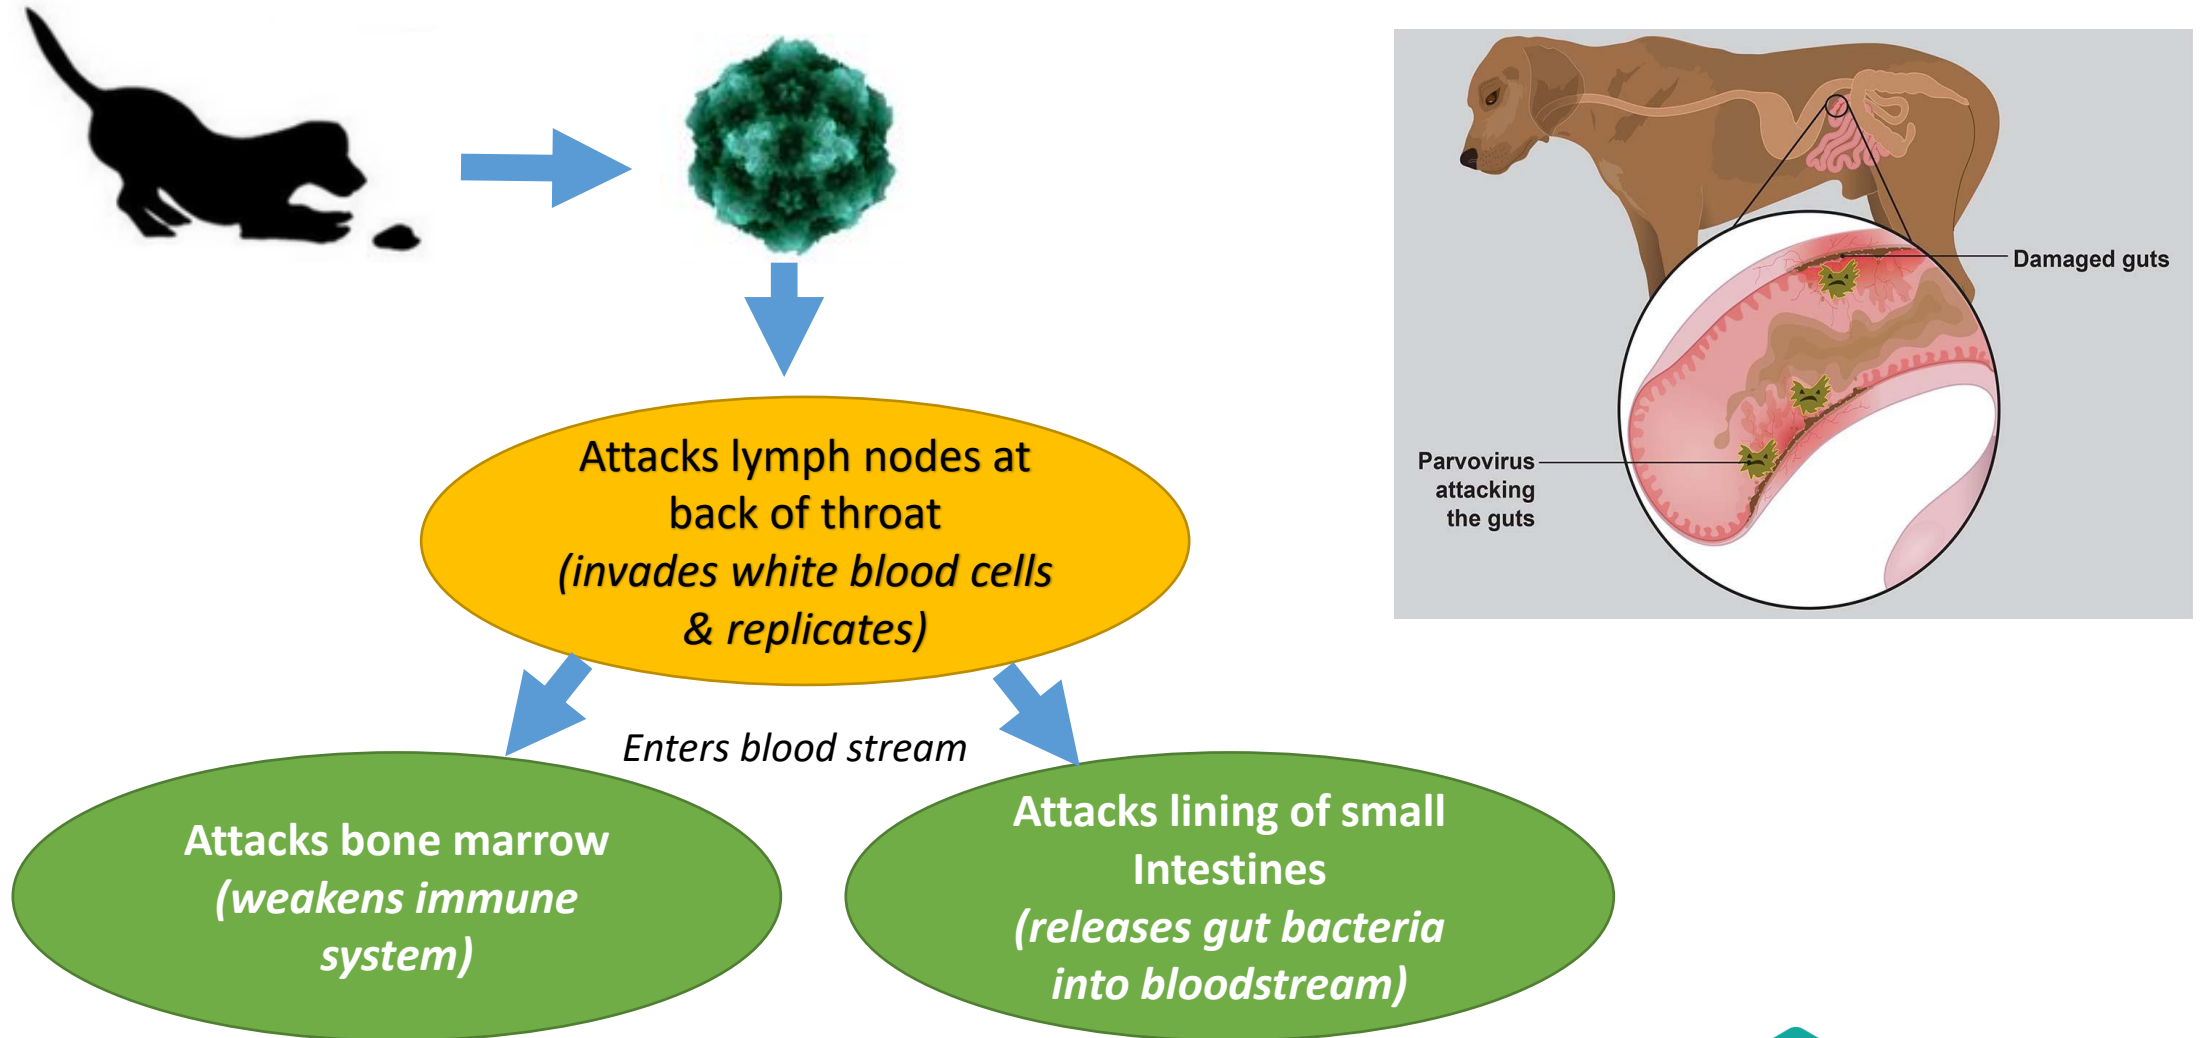 Attacks lymph nodes at
back of throat
(invades white blood cells
& replicates)
Enters blood stream
Attacks bone marrow
(weakens immune
system)
Attacks lining of small
Intestines
(releases gut bacteria
into bloodstream)
Damaged guts
Parvovirus
attacking
the guts